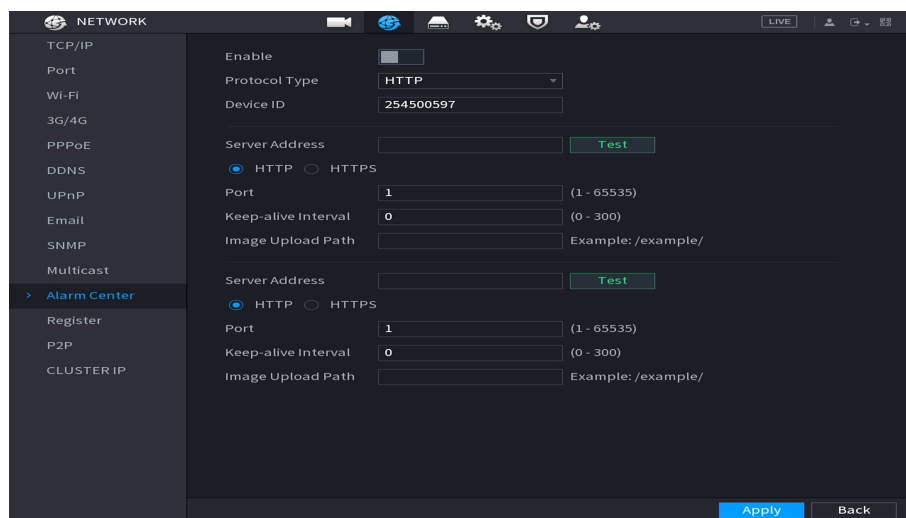 NETWORK
LIVE
TCP/IP
Port
Wi-Fi
3G/4G
PPPoE
DDNS
UPnP
Email
SNMP
Multicast
> Alarm Center
Register
P2P
CLUSTER IP
Enable
Protocol Type HTTP
Device ID 254500597
Server Address Test
HTTP HTTPS
Port 1 (1 - 65535)
Keep-alive Interval 0 (0 - 300)
Image Upload Path Example: /example/
Server Address Test
HTTP HTTPS
Port 1 (1 - 65535)
Keep-alive Interval 0 (0 - 300)
Image Upload Path Example: /example/
Apply Back